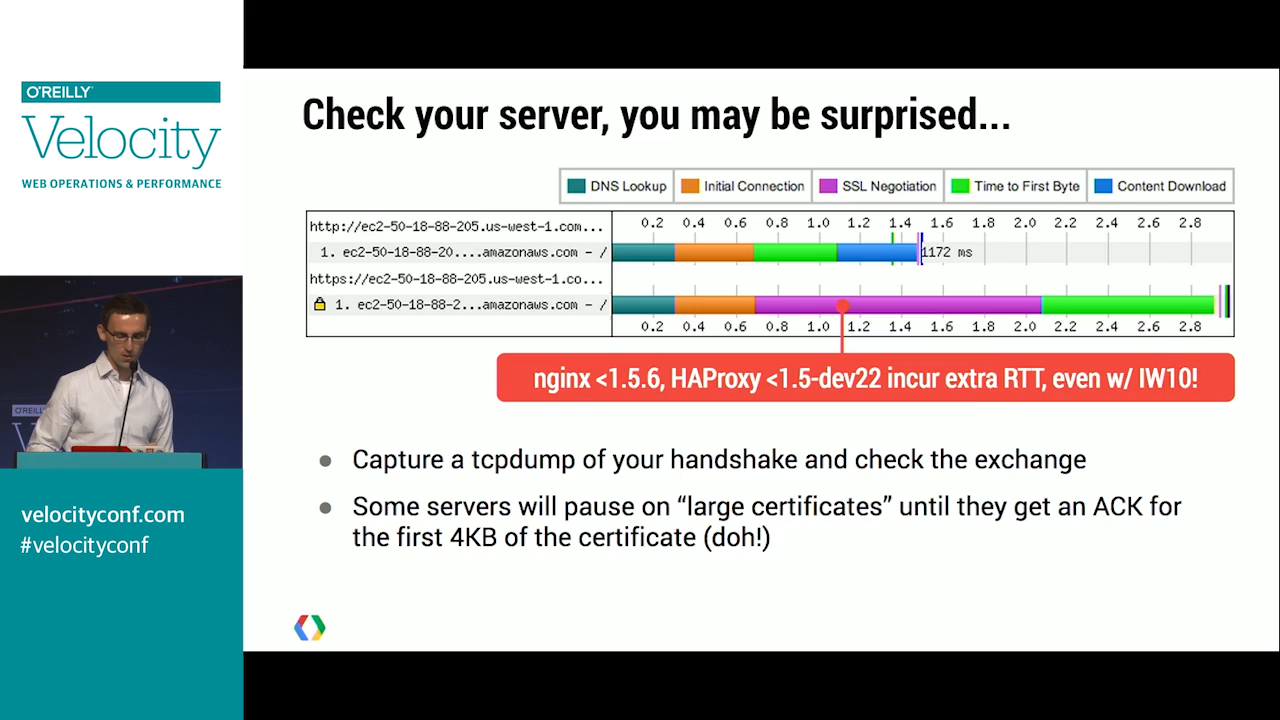 O'REILLY
Velocity
WEB OPERATIONS & PERFORMANCE
O'REILLY
velocityconf.com
#velocityconf
Check your server, you may be surprised...
DNS Lookup Initial Connection SSL Negotiation Time to First Byte Content Download
http://ec2-50-18-88-205.us-west-1.com... 0.2 0.4 0.6 0.8 1.0 1.2 1.4 1.6 1.8 2.0 2.2 2.4 2.6 2.8
1. ec2-50-18-88-20....amazonaws.com - / 1172 ms
https://ec2-50-18-88-205.us-west-1.co...
1. ec2-50-18-88-2...amazonaws.com - /
0.2 0.4 0.6 0.8 1.0 1.2 1.4 1.6 1.8 2.0 2.2 2.4 2.6 2.8
nginx <1.5.6, HAProxy <1.5-dev22 incur extra RTT, even w/ IW10!
● Capture a tcpdump of your handshake and check the exchange
● Some servers will pause on “large certificates” until they get an ACK for
the first 4KB of the certificate (doh!)